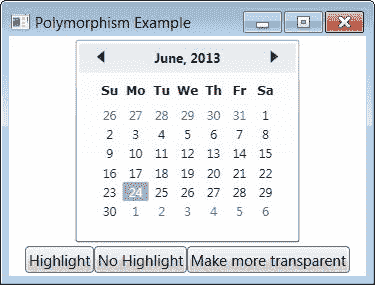 Polymorphism Example
June, 2013
Su Mo Tu We Th Fr Sa
26 27 28 29 30 31 1
2 3 4 5 6 7 8
9 10 11 12 13 14 15
16 17 18 19 20 21 22
23 24 25 26 27 28 29
30 1 2 3 4 5 6
Highlight No Highlight Make more transparent